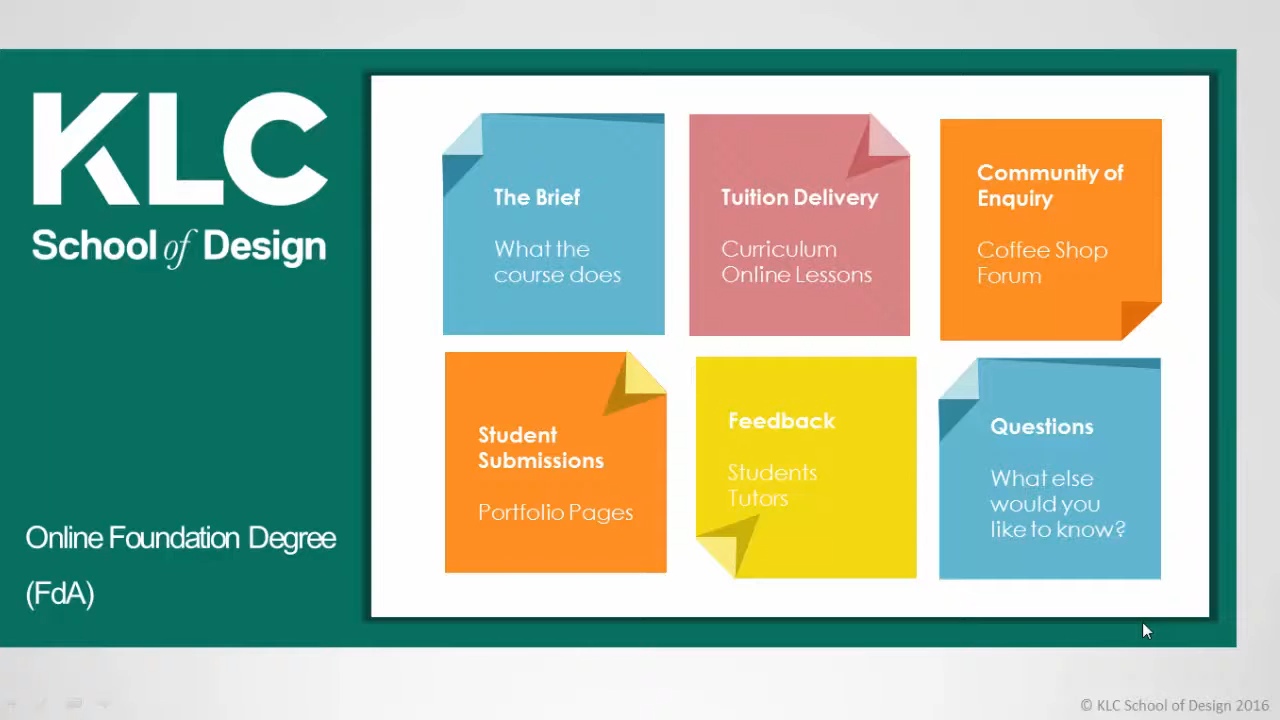 KLC
School of Design
Online Foundation Degree
(FdA)
The Brief
What the
course does
Tuition Delivery
Curriculum
Online Lessons
Community of
Enquiry
Coffee Shop
Forum
Student
Submissions
Portfolio Pages
Feedback
Students
Tutors
Questions
What else
would you
like to know?
© KLC School of Design 2016